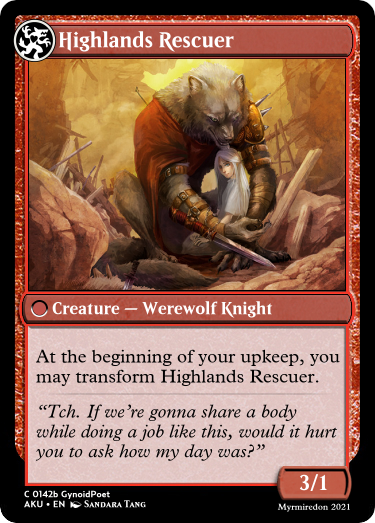 Highlands Rescuer
Creature — Werewolf Knight
At the beginning of your upkeep, you
may transform Highlands Rescuer.
“Tch. If we’re gonna share a body
while doing a job like this, would it hurt
you to ask how my day was?”
3/1
C 0142b GynoidPoet
AKU • EN Sandara Tang
Myrmiredon 2021